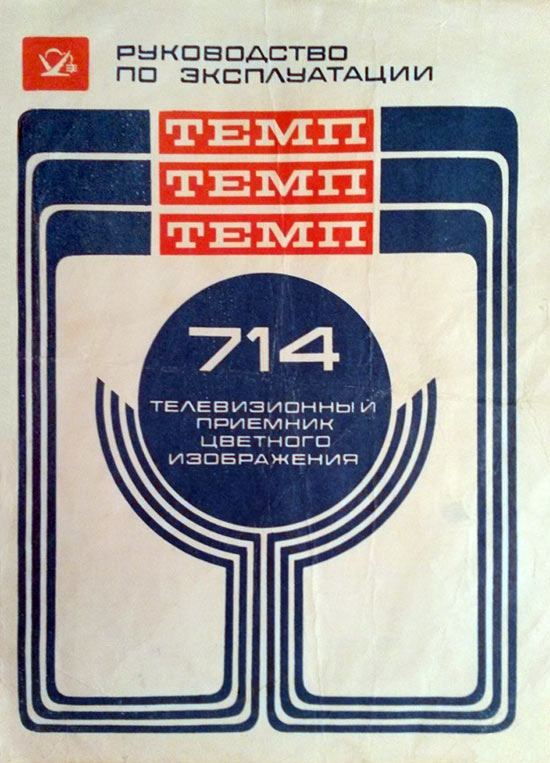 РУКОВОДСТВО
ПО ЭКСПЛУАТАЦИИ
ТЕМП
ТЕМП
ТЕМП
714
ТЕЛЕВИЗИОННЫЙ
ПРИЕМНИК
ЦВЕТНОГО
ИЗОБРАЖЕНИЯ